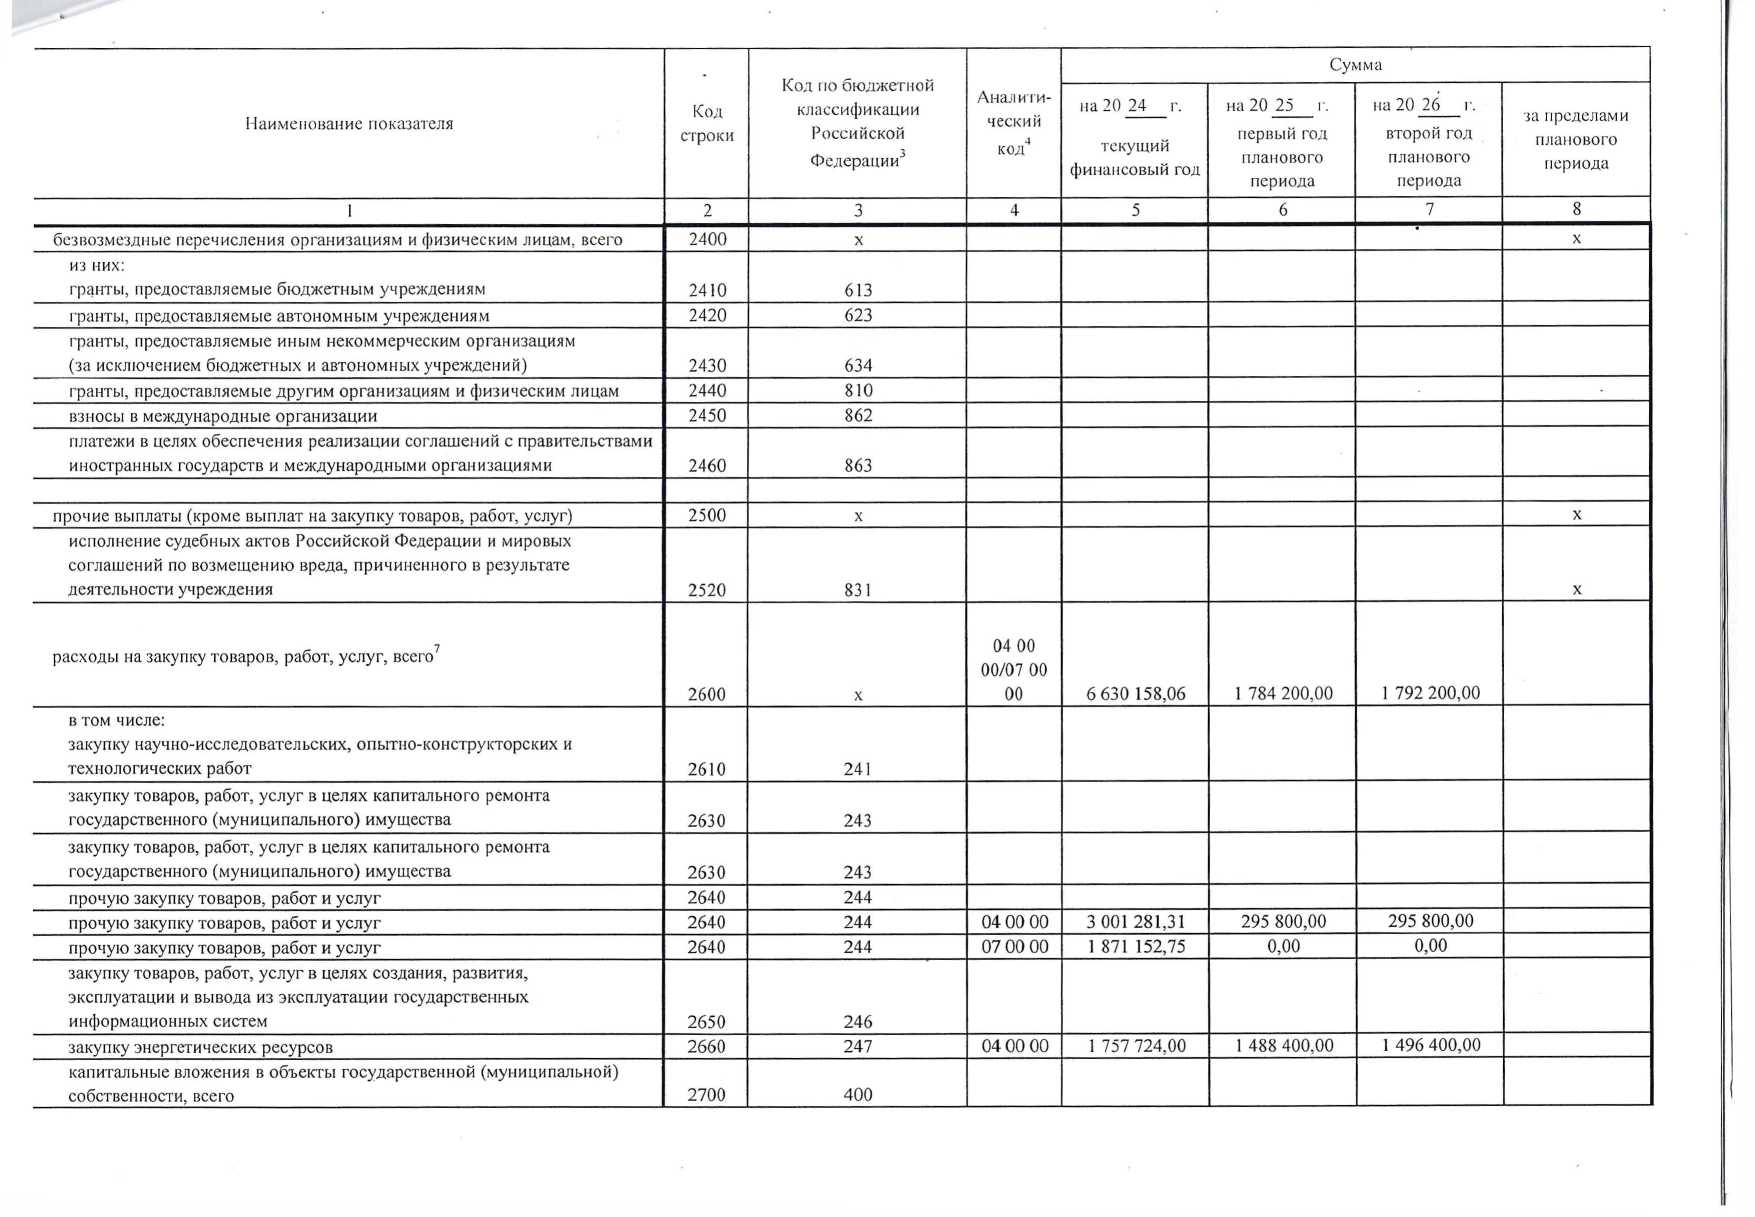 Наименование показателя
Код строки
Код по бюджетной классификации Российской Федерации3
Аналити-ческий код4
Сумма
на 20 24 г. текущий финансовый год
на 20 25 г. первый год планового периода
на 20 26 г. второй год планового периода
за пределами планового периода
1 2 3 4 5 6 7 8
безвозмездные перечисления организациям и физическим лицам, всего 2400 x x
из них:
гранты, предоставляемые бюджетным учреждениям 2410 613
гранты, предоставляемые автономным учреждениям 2420 623
гранты, предоставляемые иным некоммерческим организациям
(за исключением бюджетных и автономных учреждений) 2430 634
гранты, предоставляемые другим организациям и физическим лицам 2440 810
взносы в международные организации 2450 862
платежи в целях обеспечения реализации соглашений с правительствами
иностранных государств и международными организациями 2460 863
прочие выплаты (кроме выплат на закупку товаров, работ, услуг) 2500 x x
исполнение судебных актов Российской Федерации и мировых
соглашений по возмещению вреда, причиненного в результате
деятельности учреждения 2520 831 x
расходы на закупку товаров, работ, услуг, всего7 2600 x 04 00 00/07 00 00 6 630 158,06 1 784 200,00 1 792 200,00
в том числе:
закупку научно-исследовательских, опытно-конструкторских и
технологических работ 2610 241
закупку товаров, работ, услуг в целях капитального ремонта
государственного (муниципального) имущества 2630 243
закупку товаров, работ, услуг в целях капитального ремонта
государственного (муниципального) имущества 2630 243
прочую закупку товаров, работ и услуг 2640 244
прочую закупку товаров, работ и услуг 2640 244 04 00 00 3 001 281,31 295 800,00 295 800,00
прочую закупку товаров, работ и услуг 2640 244 07 00 00 1 871 152,75 0,00 0,00
закупку товаров, работ, услуг в целях создания, развития,
эксплуатации и вывода из эксплуатации государственных
информационных систем 2650 246
закупку энергетических ресурсов 2660 247 04 00 00 1 757 724,00 1 488 400,00 1 496 400,00
капитальные вложения в объекты государственной (муниципальной)
собственности, всего 2700 400